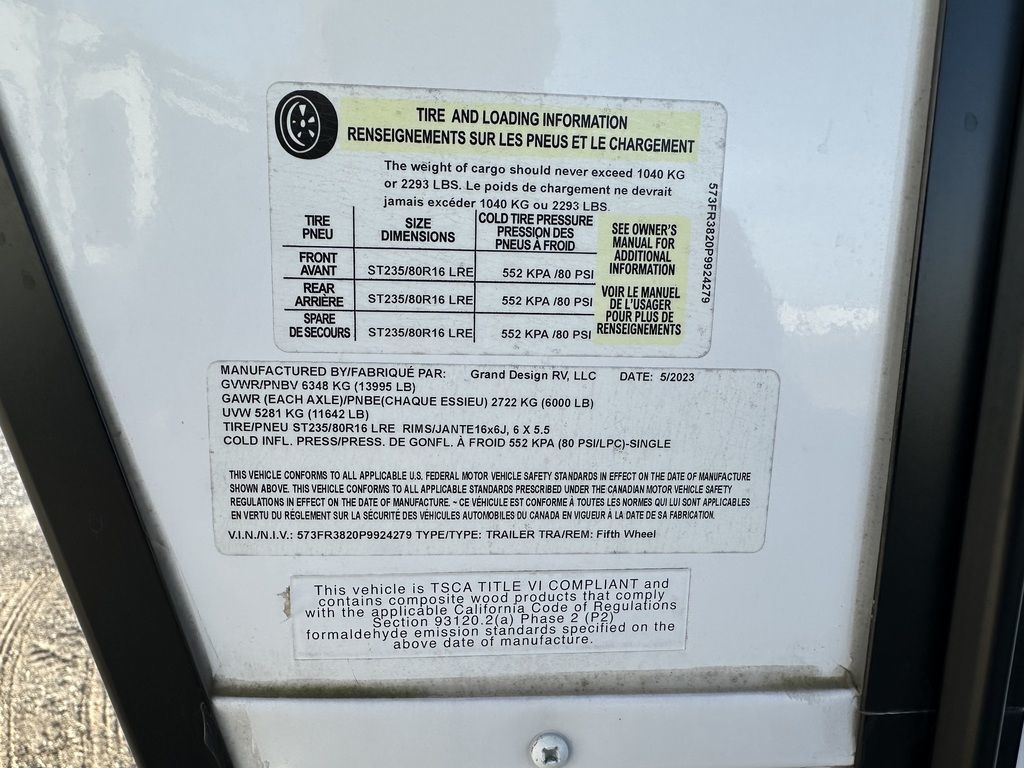 TIRE AND LOADING INFORMATION
RENSEIGNEMENTS SUR LES PNEUS ET LE CHARGEMENT
The weight of cargo should never exceed 1040 KG
or 2293 LBS. Le poids de chargement ne devrait
jamais excéder 1040 KG ou 2293 LBS.
TIRE PNEU SIZE DIMENSIONS COLD TIRE PRESSURE PRESSION DES PNEUS À FROID
FRONT AVANT ST235/80R16 LRE 552 KPA /80 PSI
REAR ARRIÈRE ST235/80R16 LRE 552 KPA /80 PSI
SPARE DE SECOURS ST235/80R16 LRE 552 KPA /80 PSI
SEE OWNER'S
MANUAL FOR
ADDITIONAL
INFORMATION
VOIR LE MANUEL
DE L'USAGER
POUR PLUS DE
RENSEIGNEMENTS
573FR3820P9924279
MANUFACTURED BY/FABRIQUÉ PAR: Grand Design RV, LLC DATE: 5/2023
GVWR/PNBV 6348 KG (13995 LB)
GAWR (EACH AXLE)/PNBE(CHAQUE ESSIEU) 2722 KG (6000 LB)
UVW 5281 KG (11642 LB)
TIRE/PNEU ST235/80R16 LRE RIMS/JANTE16x6J, 6 X 5.5
COLD INFL. PRESS/PRESS. DE GONFL. À FROID 552 KPA (80 PSI/LPC)-SINGLE
THIS VEHICLE CONFORMS TO ALL APPLICABLE U.S. FEDERAL MOTOR VEHICLE SAFETY STANDARDS IN EFFECT ON THE DATE OF MANUFACTURE
SHOWN ABOVE. THIS VEHICLE CONFORMS TO ALL APPLICABLE STANDARDS PRESCRIBED UNDER THE CANADIAN MOTOR VEHICLE SAFETY
REGULATIONS IN EFFECT ON THE DATE OF MANUFACTURE. ~ CE VÉHICULE EST CONFORME À TOUTES LES NORMES QUI LUI SONT APPLICABLES
EN VERTU DU RÈGLEMENT SUR LA SÉCURITÉ DES VÉHICULES AUTOMOBILES DU CANADA EN VIGUEUR À LA DATE DE SA FABRICATION.
V.I.N./N.I.V.: 573FR3820P9924279 TYPE/TYPE: TRAILER TRA/REM: Fifth Wheel
This vehicle is TSCA TITLE VI COMPLIANT and
contains composite wood products that comply
with the applicable California Code of Regulations
Section 93120.2(a) Phase 2 (P2)
formaldehyde emission standards specified on the
above date of manufacture.